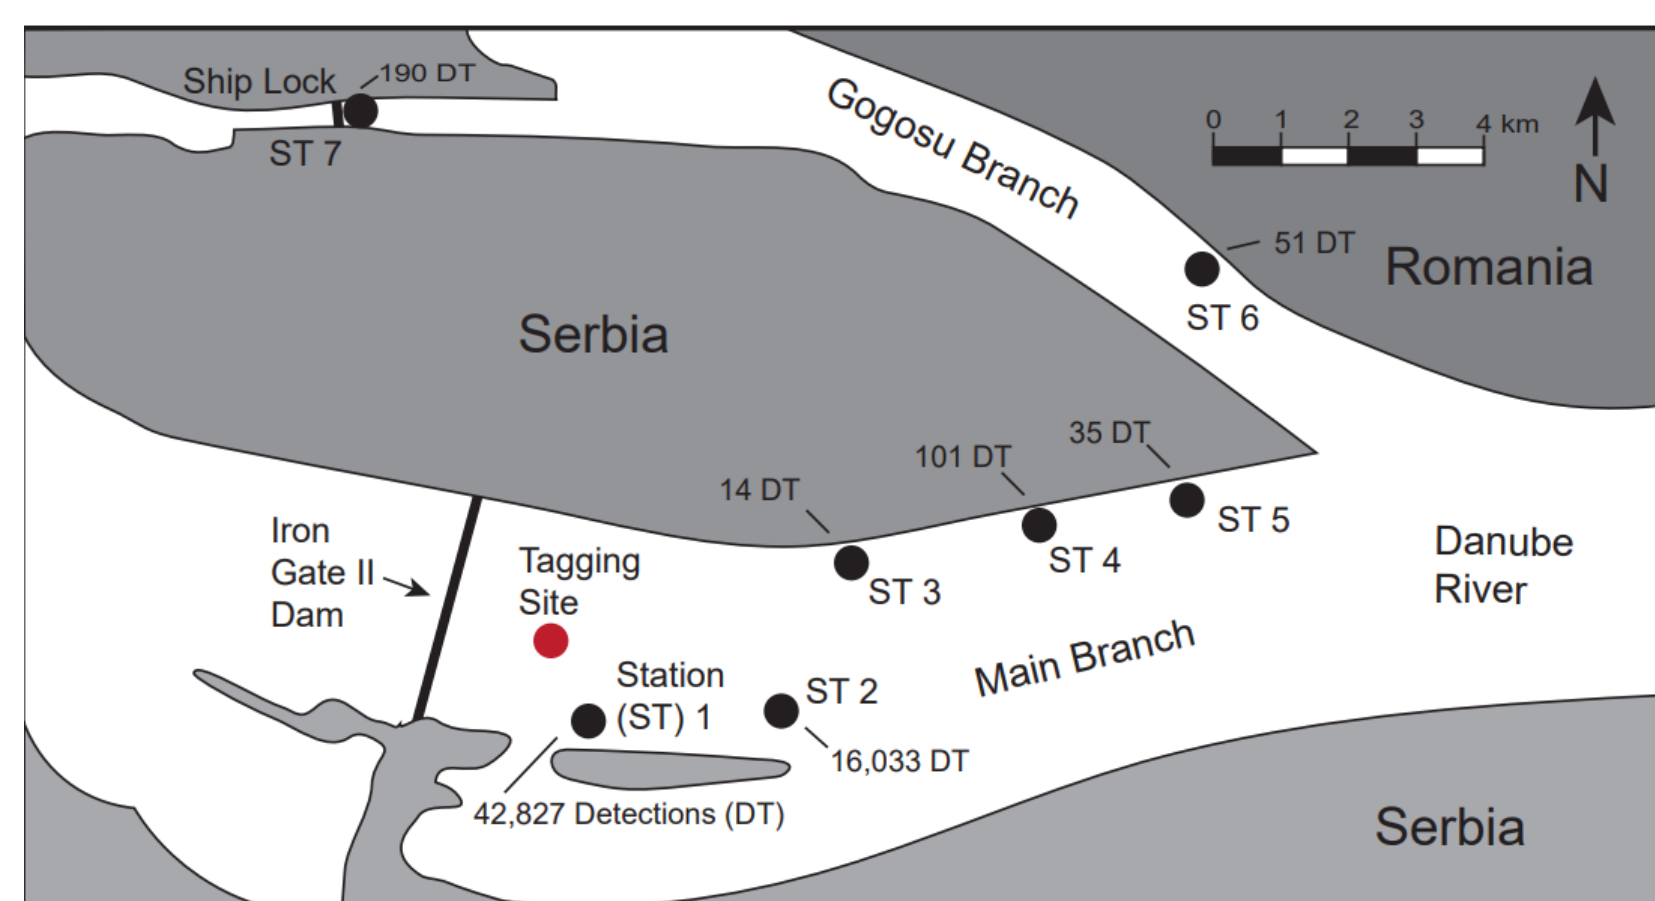 Ship Lock
190 DT
ST 7
Gogosu Branch
0 1 2 3 4 km
N
51 DT
Romania
ST 6
Serbia
35 DT
101 DT
14 DT
ST 5
ST 4
ST 3
Iron
Gate II
Dam
Tagging
Site
Danube
River
Main Branch
Station
(ST) 1
ST 2
16,033 DT
42,827 Detections (DT)
Serbia